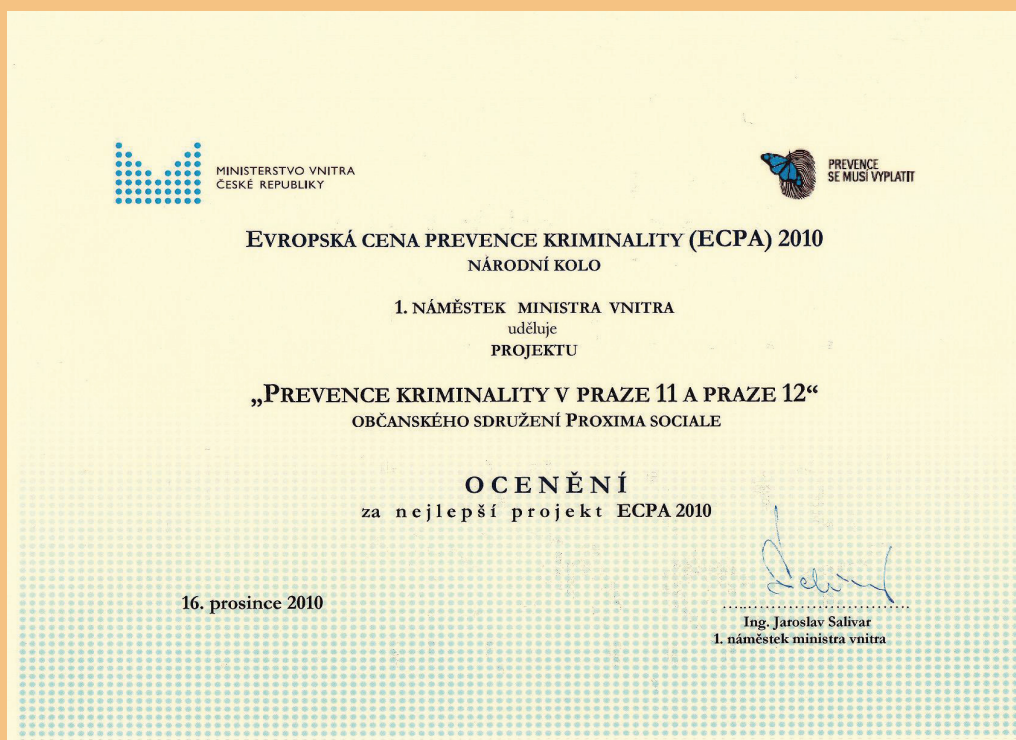 MINISTERSTVO VNITRA
ČESKÉ REPUBLIKY
PREVENCE
SE MUSÍ VYPLATIT
EVROPSKÁ CENA PREVENCE KRIMINALITY (ECPA) 2010
NÁRODNÍ KOLO
1. NÁMĚSTEK MINISTRA VNITRA
uděluje
PROJEKTU
„PREVENCE KRIMINALITY V PRAZE 11 A PRAZE 12“
OBČANSKÉHO SDRUŽENÍ PROXIMA SOCIALE
OCENĚNÍ
za nejlepší projekt ECPA 2010
16. prosince 2010
Ing. Jaroslav Salivar
1. náměstek ministra vnitra